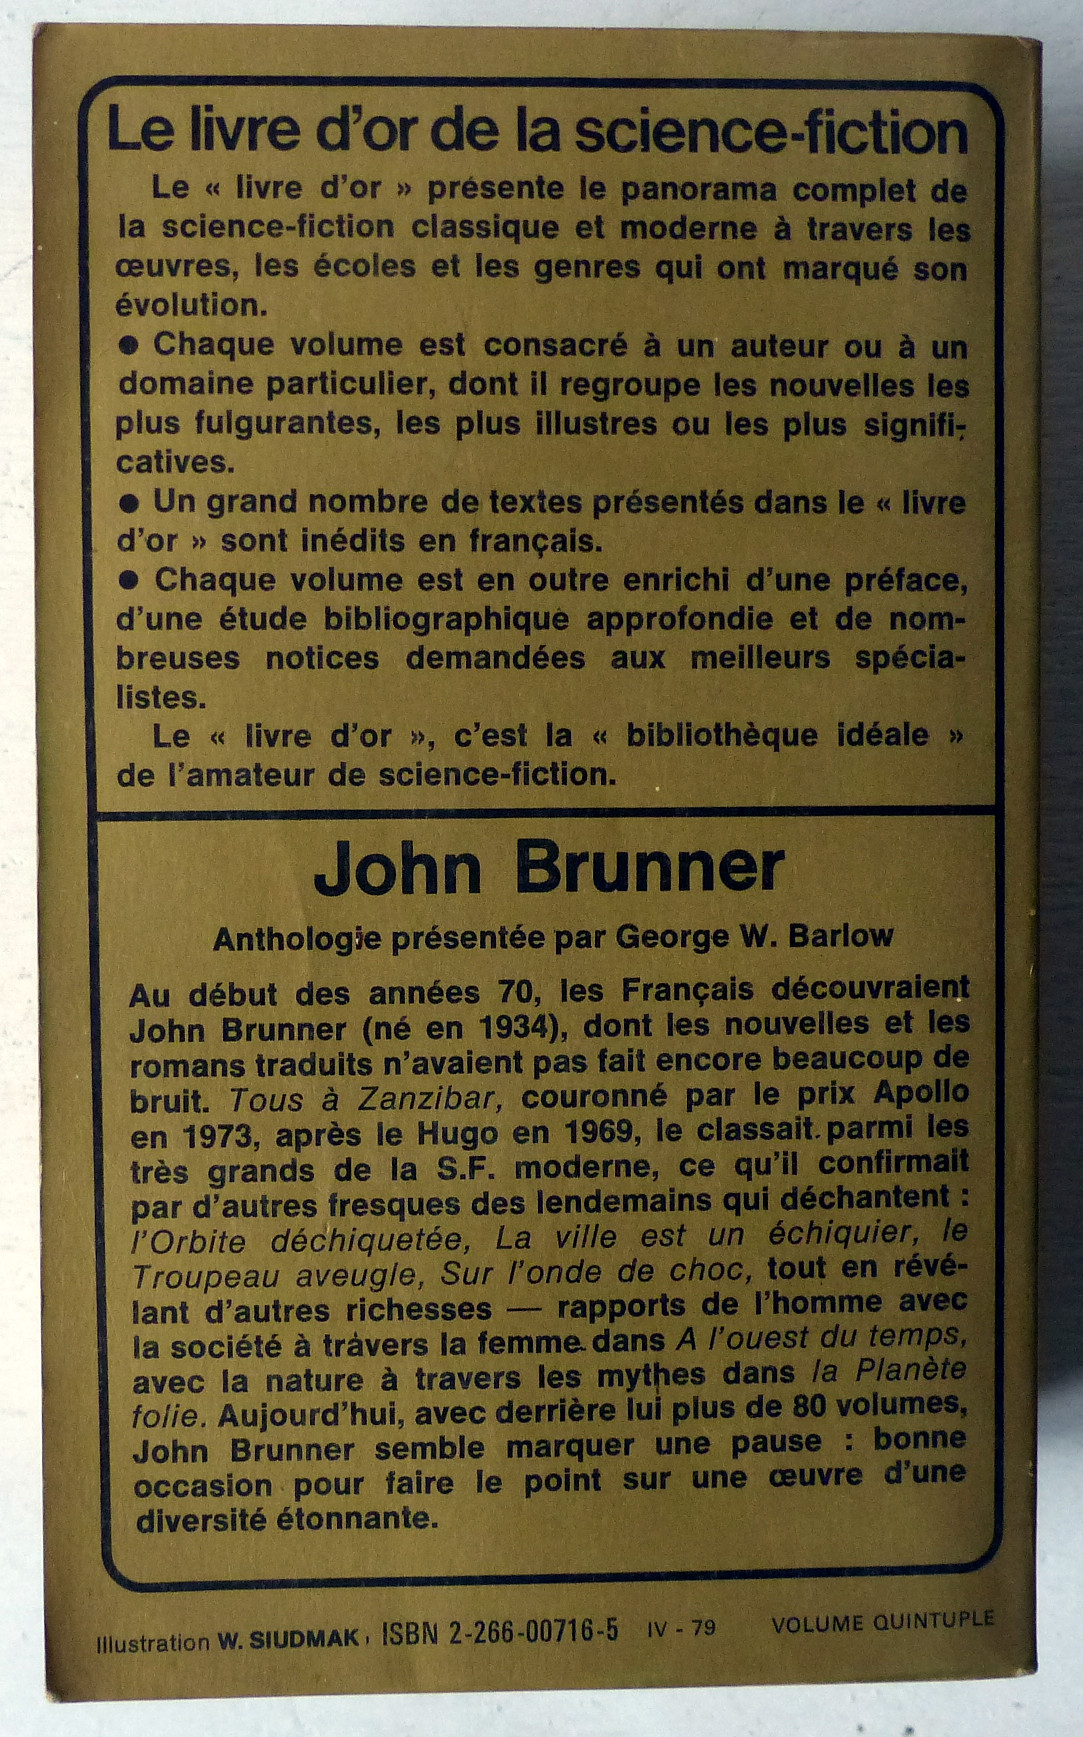 Le livre d'or de la science-fiction
Le « livre d'or » présente le panorama complet de
la science-fiction classique et moderne à travers les
œuvres, les écoles et les genres qui ont marqué son
évolution.
● Chaque volume est consacré à un auteur ou à un
domaine particulier, dont il regroupe les nouvelles les
plus fulgurantes, les plus illustres ou les plus signifi-
catives.
● Un grand nombre de textes présentés dans le « livre
d'or » sont inédits en français.
● Chaque volume est en outre enrichi d'une préface,
d'une étude bibliographique approfondie et de nom-
breuses notices demandées aux meilleurs spécia-
listes.
Le « livre d'or », c'est la « bibliothèque idéale »
de l'amateur de science-fiction.
John Brunner
Anthologie présentée par George W. Barlow
Au début des années 70, les Français découvraient
John Brunner (né en 1934), dont les nouvelles et les
romans traduits n'avaient pas fait encore beaucoup de
bruit. Tous à Zanzibar, couronné par le prix Apollo
en 1973, après le Hugo en 1969, le classait parmi les
très grands de la S.F. moderne, ce qu'il confirmait
par d'autres fresques des lendemains qui déchantent :
l'Orbite déchiquetée, La ville est un échiquier, le
Troupeau aveugle, Sur l'onde de choc, tout en révé-
lant d'autres richesses — rapports de l'homme avec
la société à travers la femme dans A l'ouest du temps,
avec la nature à travers les mythes dans la Planète
folie. Aujourd'hui, avec derrière lui plus de 80 volumes,
John Brunner semble marquer une pause : bonne
occasion pour faire le point sur une œuvre d'une
diversité étonnante.
Illustration W. SIUDMAK, ISBN 2-266-00716-5 IV - 79 VOLUME QUINTUPLE